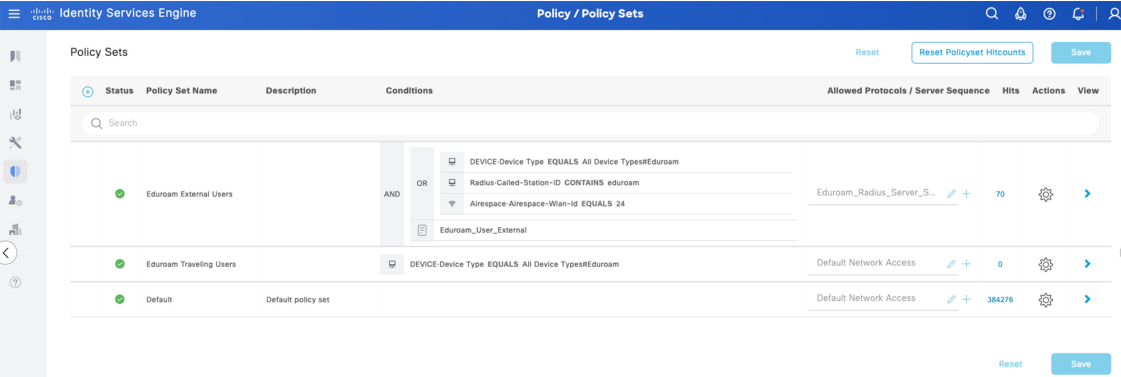 CISCO Identity Services Engine
Policy / Policy Sets
Policy Sets
Reset
Reset Policyset Hitcounts
Save
Status Policy Set Name Description Conditions Allowed Protocols / Server Sequence Hits Actions View
Search
DEVICE·Device Type EQUALS All Device Types#Eduroam
OR Radius·Called-Station-ID CONTAINS eduroam
AND
Eduroam External Users
Airespace·Airespace-Wlan-Id EQUALS 24
Eduroam_User_External
Eduroam_Radius_Server_S...
70
Eduroam Traveling Users DEVICE·Device Type EQUALS All Device Types#Eduroam Default Network Access 0
Default Default policy set Default Network Access 384276
Reset
Save